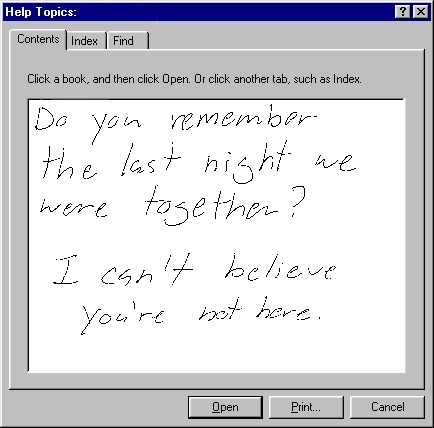 Help Topics:
Contents Index Find
Click a book, and then click Open. Or click another tab, such as Index.
Do you remember
the last night we
were together?
I can't believe
you're not here.
Open Print... Cancel